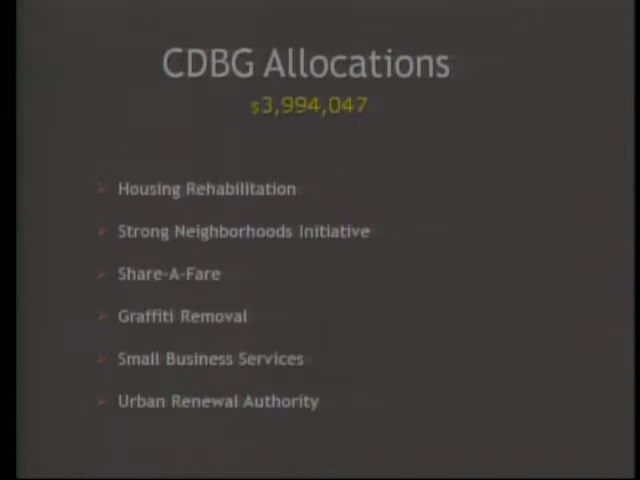 CDBG Allocations
$3,994,047
Housing Rehabilitation
Strong Neighborhoods Initiative
Share-A-Fare
Graffiti Removal
Small Business Services
Urban Renewal Authority